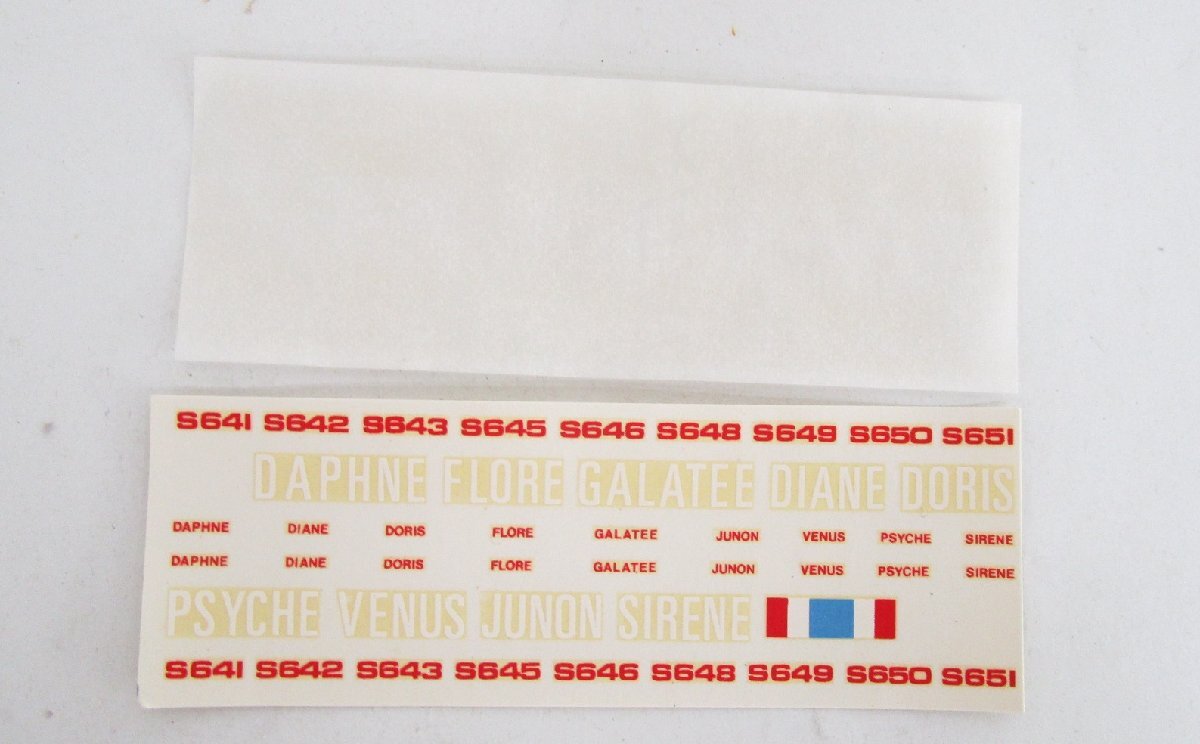 S641 S642 S643 S645 S646 S648 S649 S650 S651
DAPHNE FLORE GALATEE DIANE DORIS
DAPHNE DIANE DORIS FLORE GALATEE JUNON VENUS PSYCHE SIRENE
DAPHNE DIANE DORIS FLORE GALATEE JUNON VENUS PSYCHE SIRENE
PSYCHE VENUS JUNON SIRENE
S641 S642 S643 S645 S646 S648 S649 S650 S651